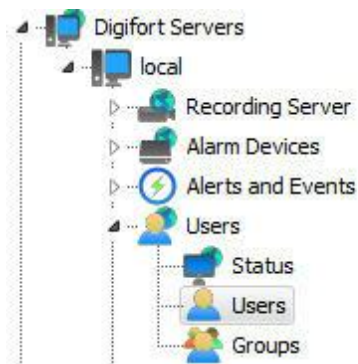 Digifort Servers
local
Recording Server
Alarm Devices
Alerts and Events
Users
Status
Users
Groups